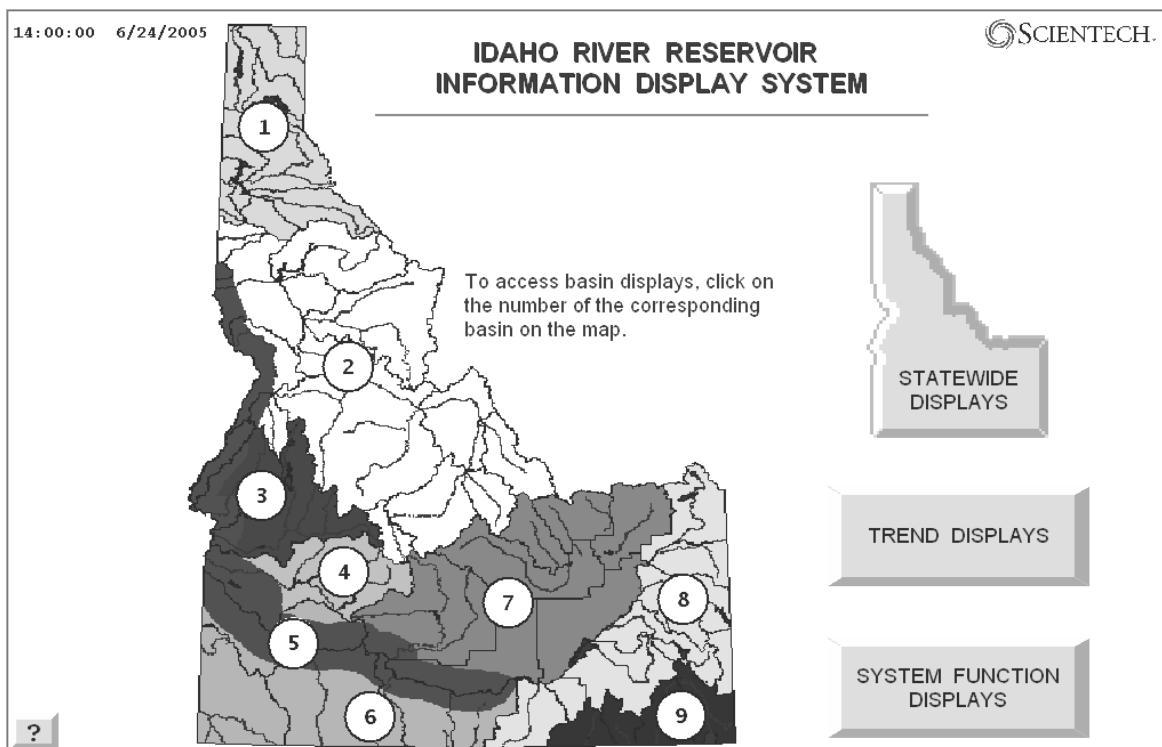 14:00:00 6/24/2005
SCIENTECH
IDAHO RIVER RESERVOIR
INFORMATION DISPLAY SYSTEM
1
To access basin displays, click on
the number of the corresponding
basin on the map.
2
STATEWIDE
DISPLAYS
3
TREND DISPLAYS
4
7
8
5
SYSTEM FUNCTION
DISPLAYS
6
9
?